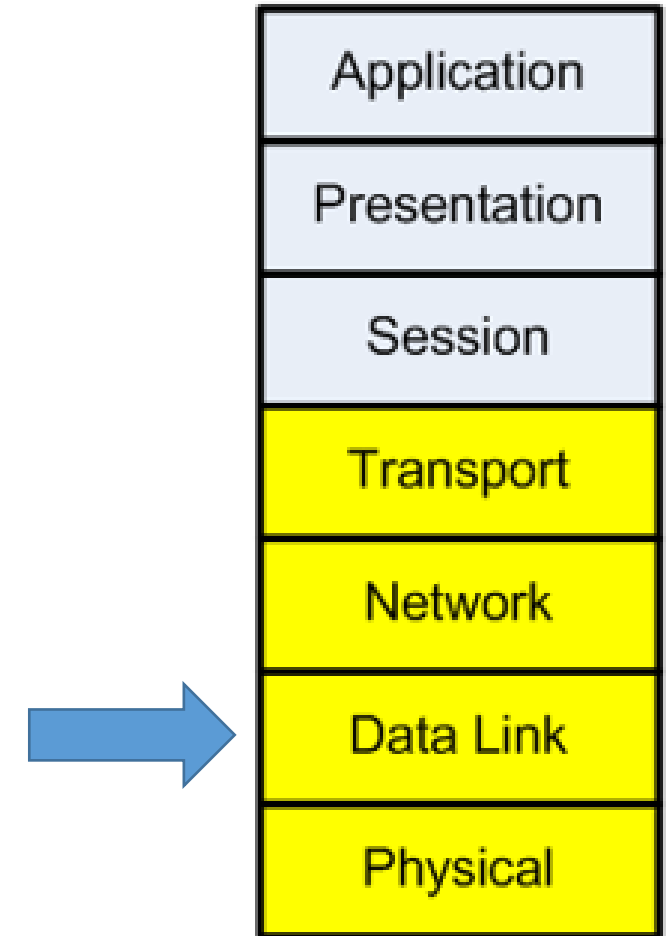 Application
Presentation
Session
Transport
Network
Data Link
Physical